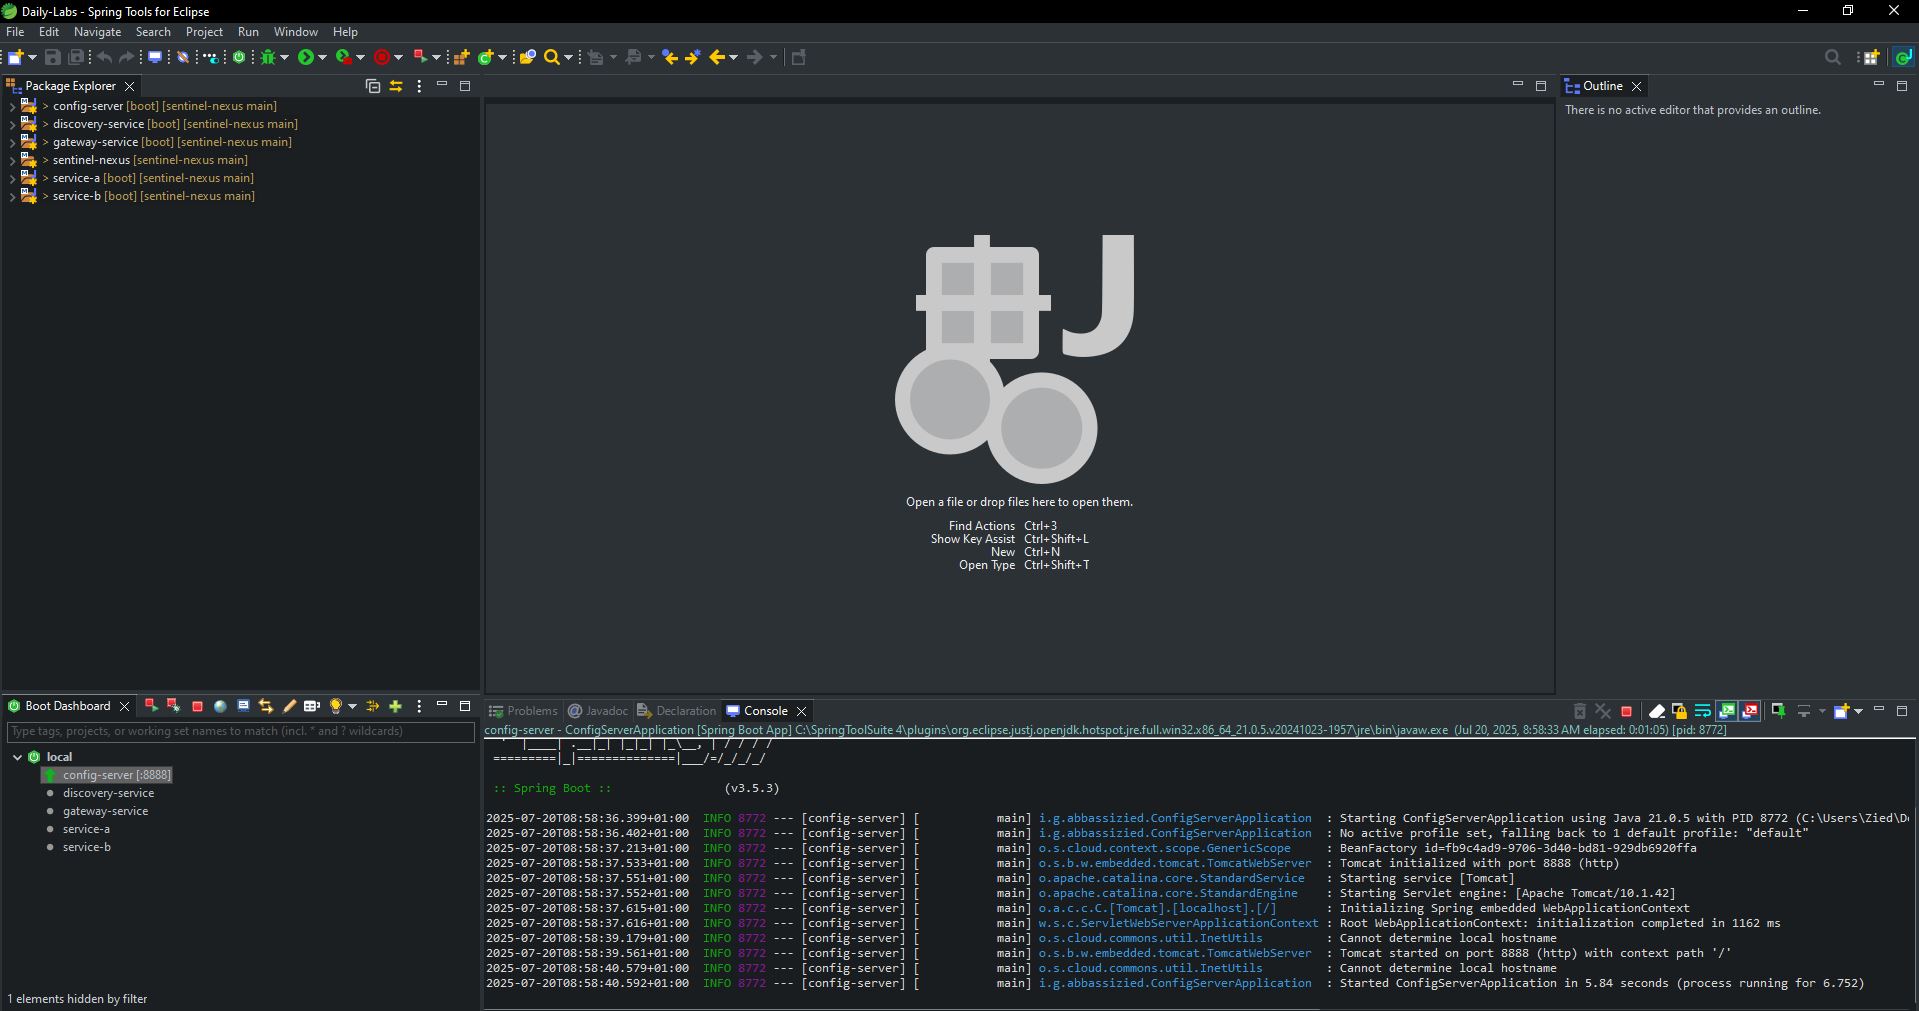 Daily-Labs - Spring Tools for Eclipse
File Edit Navigate Search Project Run Window Help
Package Explorer
> config-server [boot] [sentinel-nexus main]
> discovery-service [boot] [sentinel-nexus main]
> gateway-service [boot] [sentinel-nexus main]
> sentinel-nexus [sentinel-nexus main]
> service-a [boot] [sentinel-nexus main]
> service-b [boot] [sentinel-nexus main]
J
Open a file or drop files here to open them.
Find Actions Ctrl+3
Show Key Assist Ctrl+Shift+L
New Ctrl+N
Open Type Ctrl+Shift+T
Outline
There is no active editor that provides an outline.
Boot Dashboard
Type tags, projects, or working set names to match (incl. * and ? wildcards)
local
config-server [:8888]
discovery-service
gateway-service
service-a
service-b
1 elements hidden by filter
Problems @ Javadoc Declaration Console
config-server - ConfigServerApplication [Spring Boot App] C:\SpringToolSuite 4\plugins\org.eclipse.justj.openjdk.hotspot.jre.full.win32.x86_64_21.0.5.v20241023-1957\jre\bin\javaw.exe (Jul 20, 2025, 8:58:33 AM elapsed: 0:01:05) [pid: 8772]
'  |____| .__|_| |_|_| |_\__, | / / / /
=========|_|==============|___/=/_/_/_/
:: Spring Boot :: (v3.5.3)
2025-07-20T08:58:36.399+01:00 INFO 8772 --- [config-server] [ main] i.g.abbassizied.ConfigServerApplication : Starting ConfigServerApplication using Java 21.0.5 with PID 8772 (C:\Users\Zied\De
2025-07-20T08:58:36.402+01:00 INFO 8772 --- [config-server] [ main] i.g.abbassizied.ConfigServerApplication : No active profile set, falling back to 1 default profile: "default"
2025-07-20T08:58:37.213+01:00 INFO 8772 --- [config-server] [ main] o.s.cloud.context.scope.GenericScope : BeanFactory id=fb9c4ad9-9706-3d40-bd81-929db6920ffa
2025-07-20T08:58:37.533+01:00 INFO 8772 --- [config-server] [ main] o.s.b.w.embedded.tomcat.TomcatWebServer : Tomcat initialized with port 8888 (http)
2025-07-20T08:58:37.551+01:00 INFO 8772 --- [config-server] [ main] o.apache.catalina.core.StandardService : Starting service [Tomcat]
2025-07-20T08:58:37.552+01:00 INFO 8772 --- [config-server] [ main] o.apache.catalina.core.StandardEngine : Starting Servlet engine: [Apache Tomcat/10.1.42]
2025-07-20T08:58:37.615+01:00 INFO 8772 --- [config-server] [ main] o.a.c.c.C.[Tomcat].[localhost].[/] : Initializing Spring embedded WebApplicationContext
2025-07-20T08:58:37.616+01:00 INFO 8772 --- [config-server] [ main] w.s.c.ServletWebServerApplicationContext : Root WebApplicationContext: initialization completed in 1162 ms
2025-07-20T08:58:39.179+01:00 INFO 8772 --- [config-server] [ main] o.s.cloud.commons.util.InetUtils : Cannot determine local hostname
2025-07-20T08:58:39.561+01:00 INFO 8772 --- [config-server] [ main] o.s.b.w.embedded.tomcat.TomcatWebServer : Tomcat started on port 8888 (http) with context path '/'
2025-07-20T08:58:40.579+01:00 INFO 8772 --- [config-server] [ main] o.s.cloud.commons.util.InetUtils : Cannot determine local hostname
2025-07-20T08:58:40.592+01:00 INFO 8772 --- [config-server] [ main] i.g.abbassizied.ConfigServerApplication : Started ConfigServerApplication in 5.84 seconds (process running for 6.752)